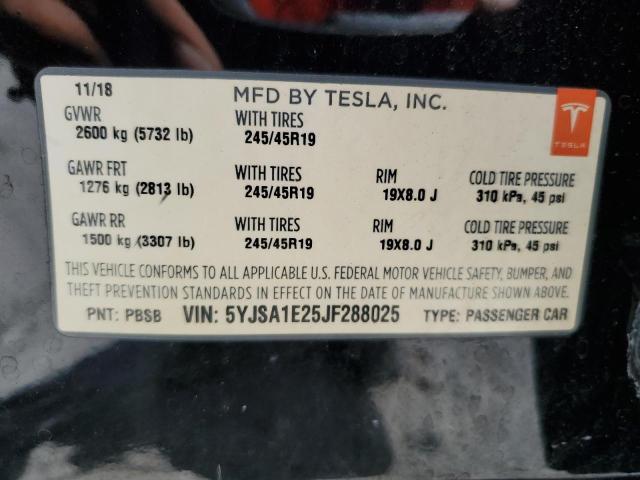 11/18 MFD BY TESLA, INC.
GVWR WITH TIRES
2600 kg (5732 lb) 245/45R19
TESLA
GAWR FRT WITH TIRES RIM COLD TIRE PRESSURE
1276 kg (2813 lb) 245/45R19 19X8.0 J 310 kPa, 45 psi
GAWR RR WITH TIRES RIM COLD TIRE PRESSURE
1500 kg (3307 lb) 245/45R19 19X8.0 J 310 kPa, 45 psi
THIS VEHICLE CONFORMS TO ALL APPLICABLE U.S. FEDERAL MOTOR VEHICLE SAFETY, BUMPER, AND
THEFT PREVENTION STANDARDS IN EFFECT ON THE DATE OF MANUFACTURE SHOWN ABOVE.
PNT: PBSB VIN: 5YJSA1E25JF288025 TYPE: PASSENGER CAR